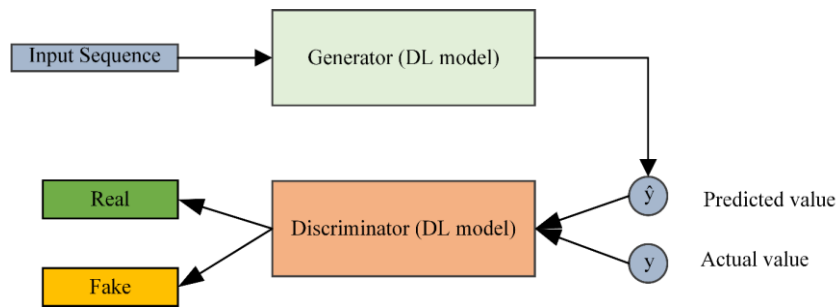 Input Sequence
Generator (DL model)
Real
Discriminator (DL model)
ŷ
Predicted value
y
Actual value
Fake